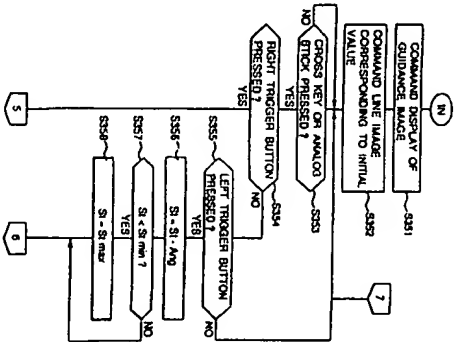 IN
COMMAND DISPLAY OF
GUIDANCE IMAGE
S351
COMMAND LINE IMAGE
CORRESPONDING TO INITIAL
VALUE
S352
7
CROSS KEY OR ANALOG
STICK PRESSED ?
S353
NO
YES
RIGHT TRIGGER BUTTON
PRESSED ?
S354
NO
YES
LEFT TRIGGER BUTTON
PRESSED ?
S355
NO
YES
S356
St = St - Ang
S357
St < St min ?
NO
YES
S358
St = St max
5
6